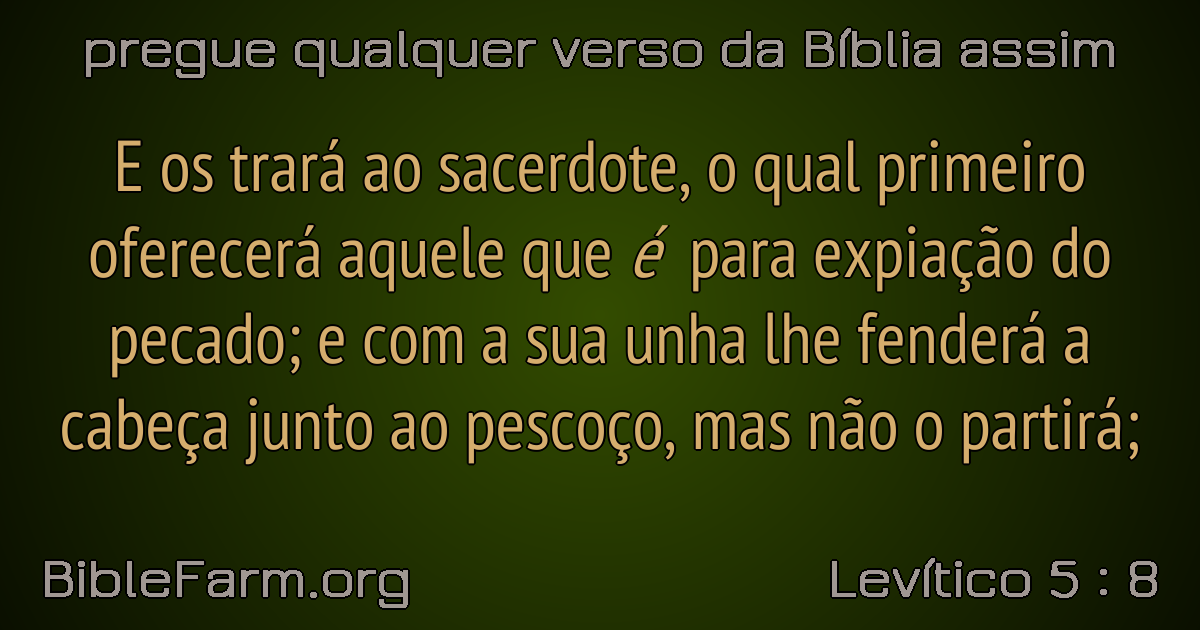 pregue qualquer verso da Bíblia assim
E os trará ao sacerdote, o qual primeiro
oferecerá aquele que é para expiação do
pecado; e com a sua unha lhe fenderá a
cabeça junto ao pescoço, mas não o partirá;
BibleFarm.org
Levítico 5 : 8